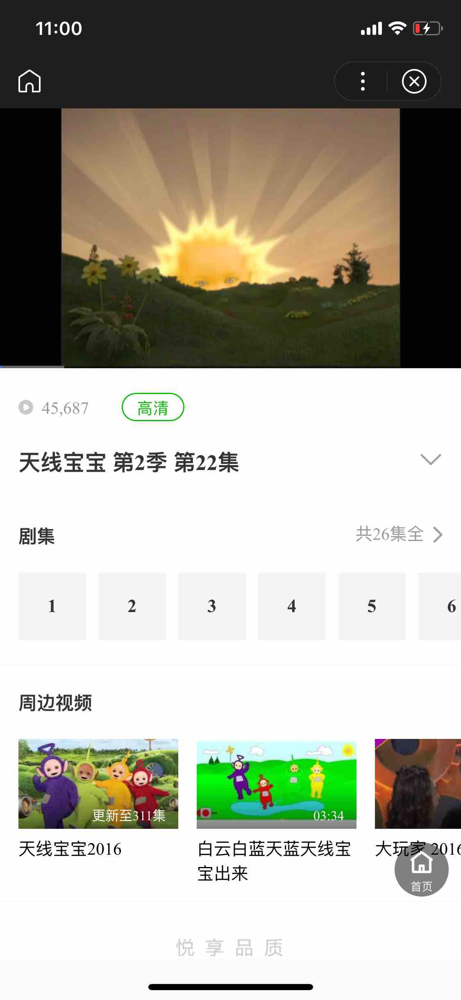 11:00
45,687
高清
天线宝宝 第2季 第22集
剧集
共26集全
1
2
3
4
5
6
周边视频
更新至311集
03:34
天线宝宝2016
白云白蓝天蓝天线宝
宝出来
大玩家 2016
首页
悦享品质